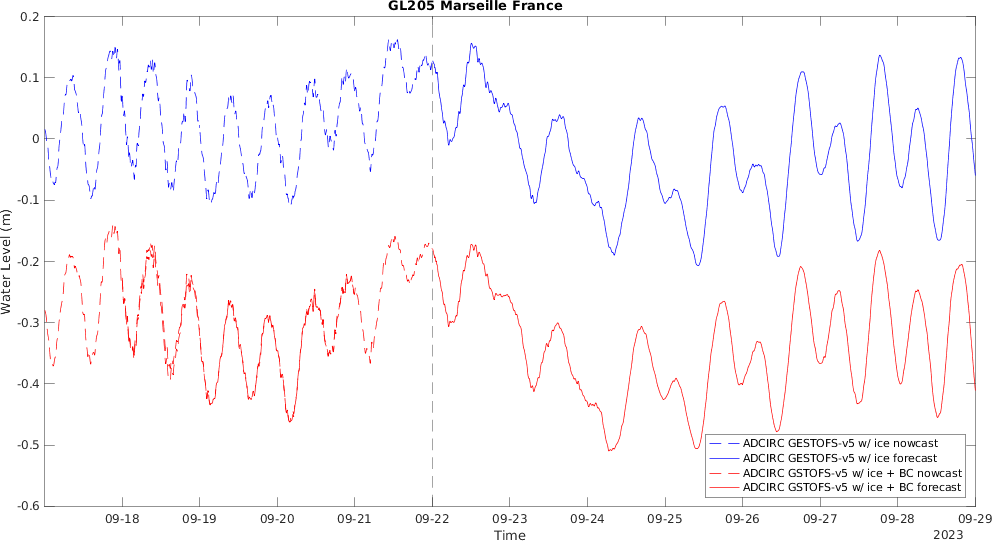 GL205 Marseille France
0.2
0.1
0
-0.1
-0.2
-0.3
-0.4
-0.5
-0.6
Water Level (m)
ADCIRC GESTOFS-v5 w/ ice nowcast
ADCIRC GESTOFS-v5 w/ ice forecast
ADCIRC GSTOFS-v5 w/ ice + BC nowcast
ADCIRC GSTOFS-v5 w/ ice + BC forecast
09-18 09-19 09-20 09-21 09-22 09-23 09-24 09-25 09-26 09-27 09-28 09-29
Time
2023